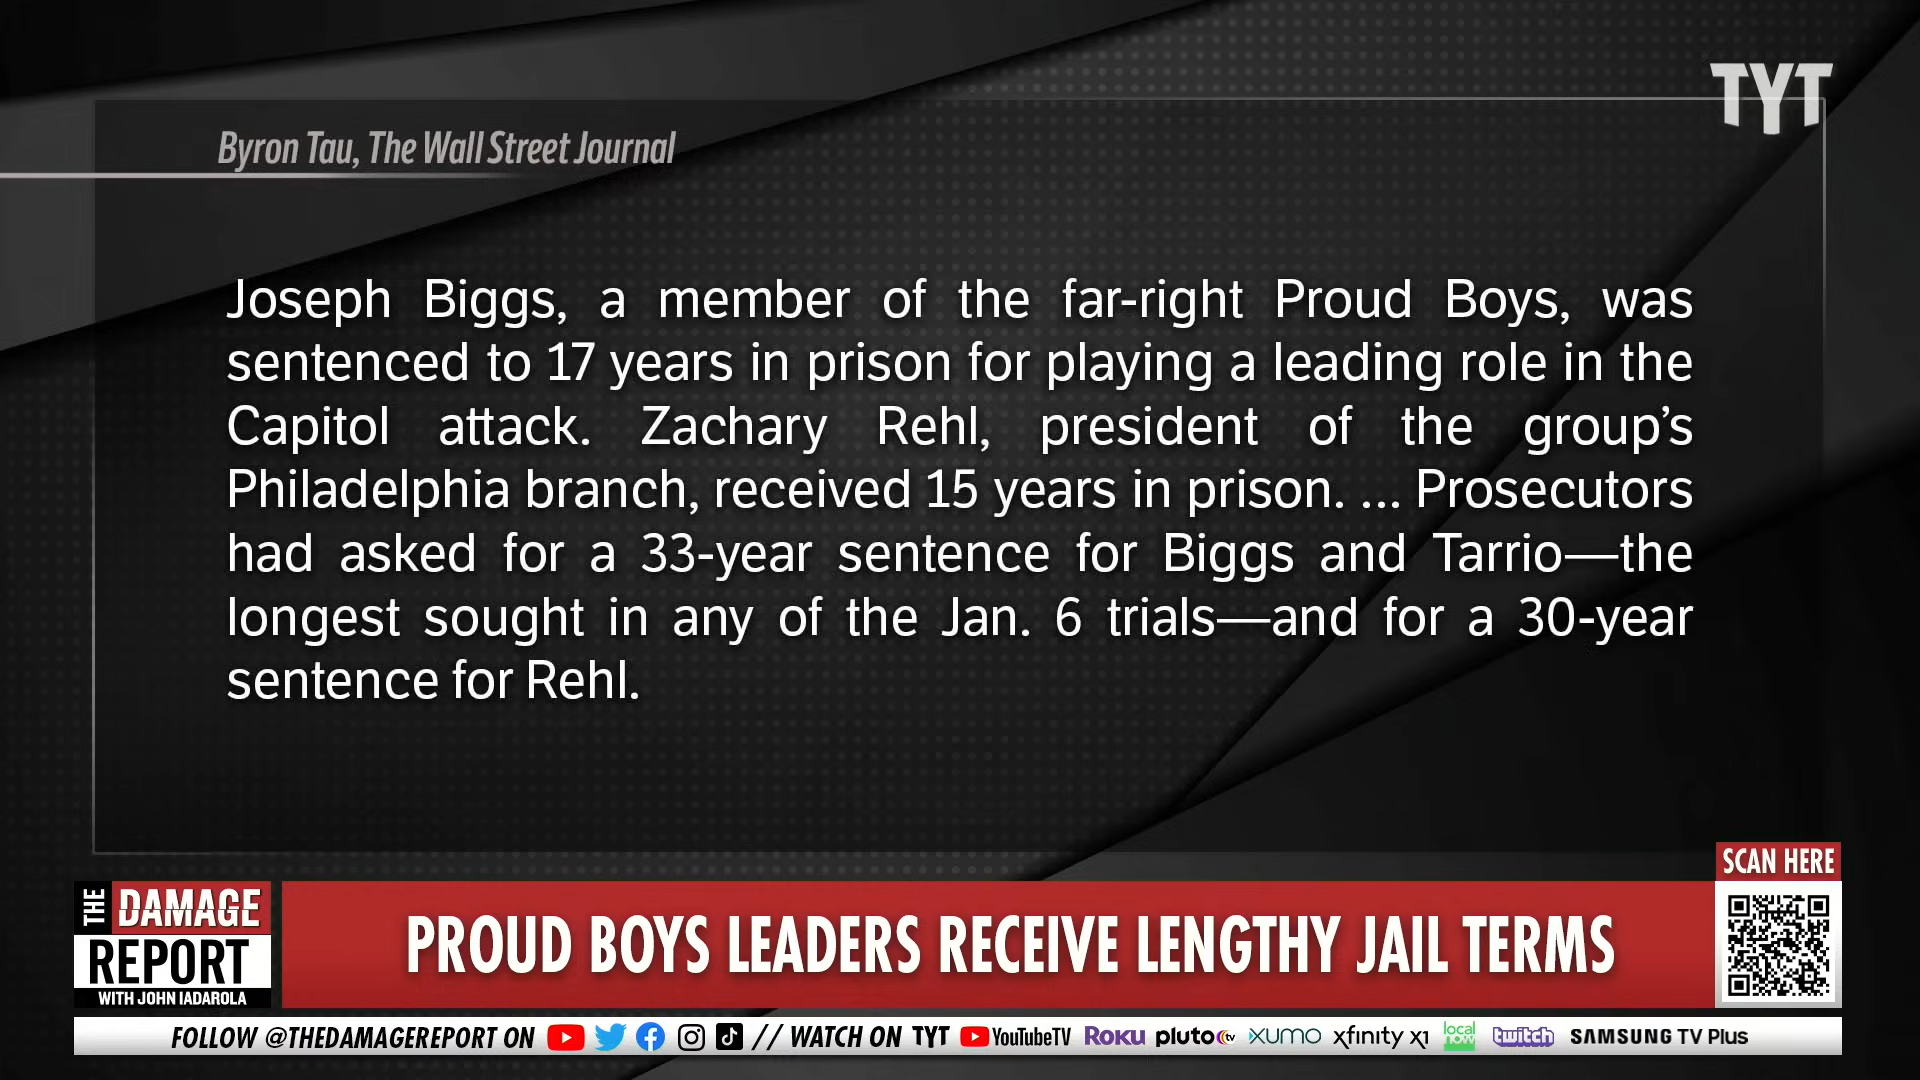 TYT
Byron Tau, The Wall Street Journal
Joseph Biggs, a member of the far-right Proud Boys, was
sentenced to 17 years in prison for playing a leading role in the
Capitol attack. Zachary Rehl, president of the group’s
Philadelphia branch, received 15 years in prison. ... Prosecutors
had asked for a 33-year sentence for Biggs and Tarrio—the
longest sought in any of the Jan. 6 trials—and for a 30-year
sentence for Rehl.
SCAN HERE
THE DAMAGE
REPORT
WITH JOHN IADAROLA
PROUD BOYS LEADERS RECEIVE LENGTHY JAIL TERMS
FOLLOW @THEDAMAGEREPORT ON // WATCH ON TYT YouTubeTV ROKU pluto tv xumo xfinity x1 local now twitch SAMSUNG TV Plus